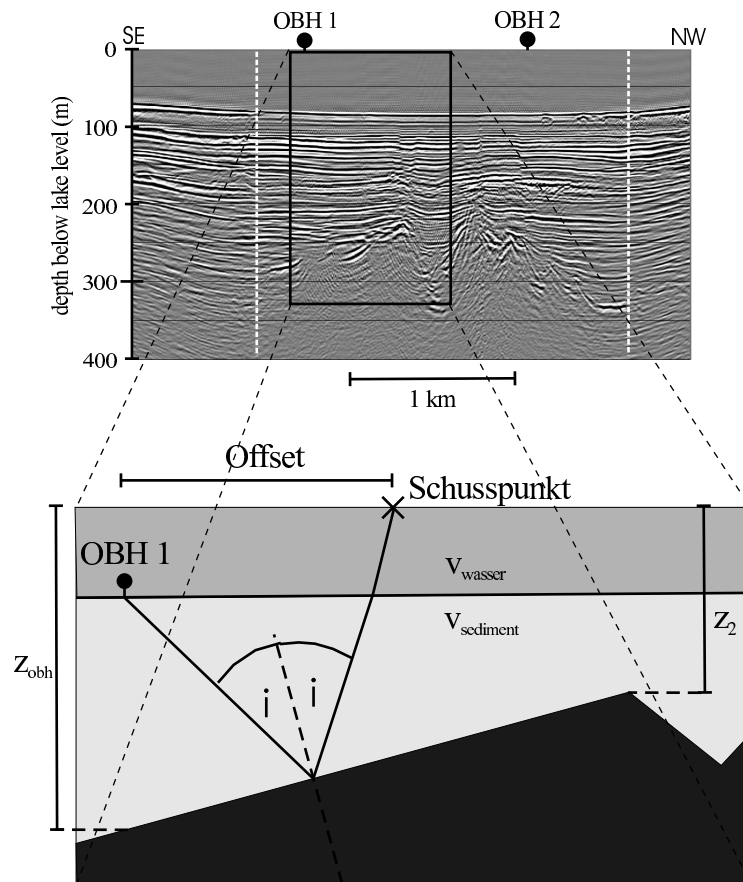 OBH 1
OBH 2
SE
NW
0
100
200
300
400
depth below lake level (m)
1 km
Offset
Schusspunkt
OBH 1
v_wasser
v_sediment
z_obh
z_2
i
i